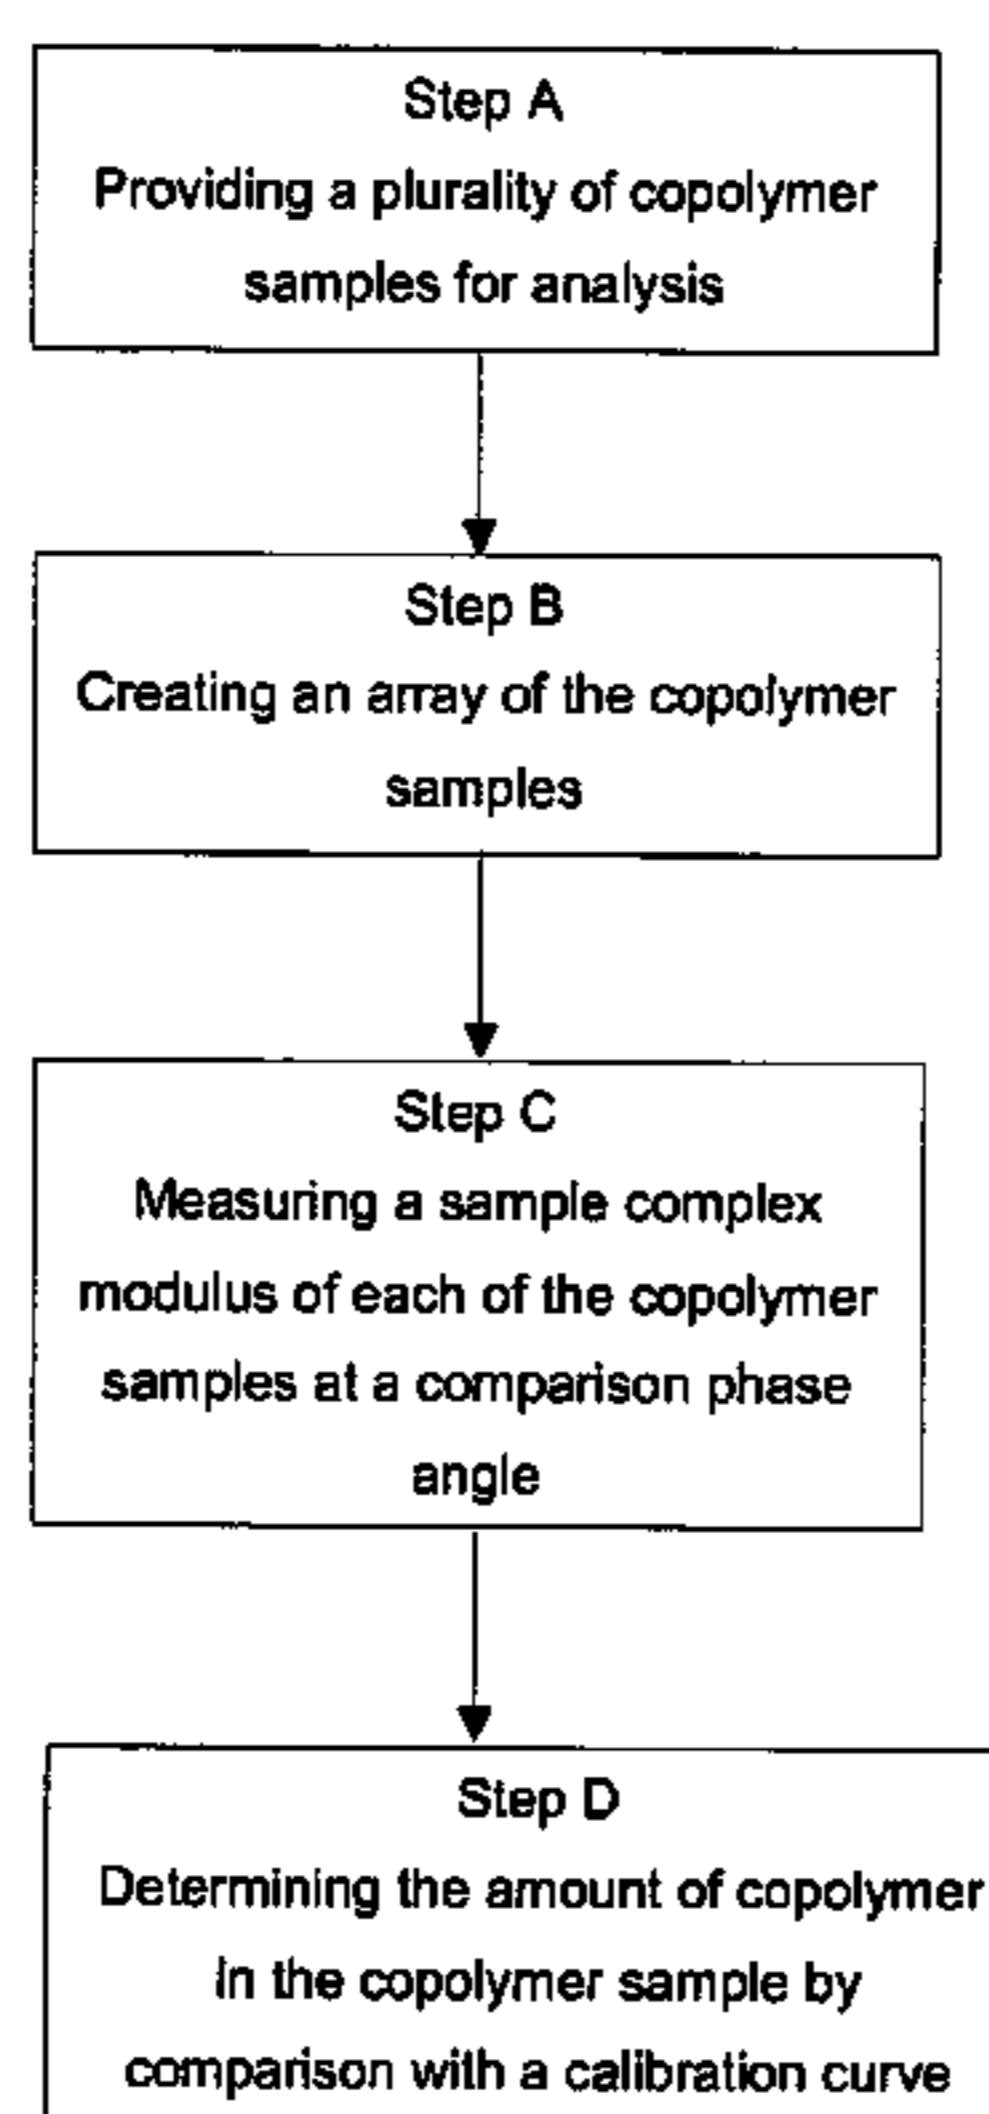 Step A
Providing a plurality of copolymer
samples for analysis
Step B
Creating an array of the copolymer
samples
Step C
Measuring a sample complex
modulus of each of the copolymer
samples at a comparison phase
angle
Step D
Determining the amount of copolymer
in the copolymer sample by
comparison with a calibration curve